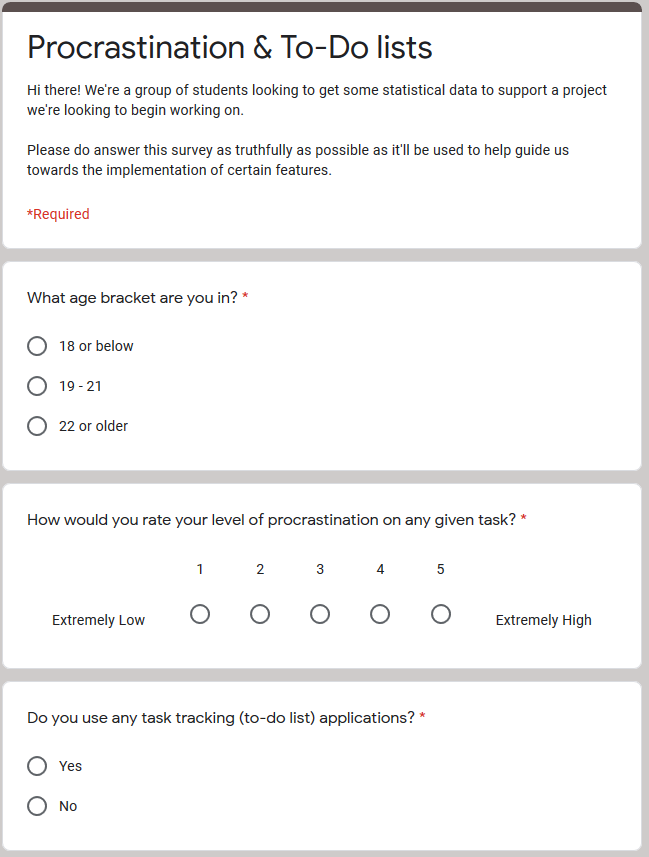 Procrastination & To-Do lists
Hi there! We're a group of students looking to get some statistical data to support a project
we're looking to begin working on.
Please do answer this survey as truthfully as possible as it'll be used to help guide us
towards the implementation of certain features.
*Required
What age bracket are you in? *
18 or below
19 - 21
22 or older
How would you rate your level of procrastination on any given task? *
1 2 3 4 5
Extremely Low Extremely High
Do you use any task tracking (to-do list) applications? *
Yes
No